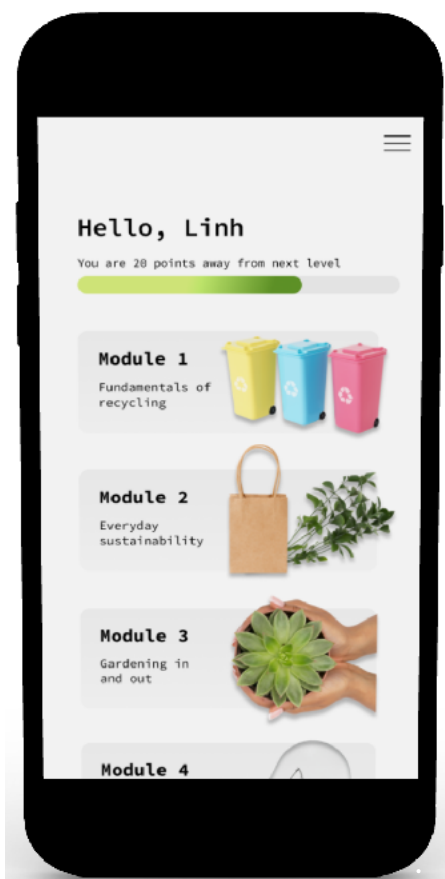 Hello, Linh
You are 20 points away from next level
Module 1
Fundamentals of
recycling
Module 2
Everyday
sustainability
Module 3
Gardening in
and out
Module 4